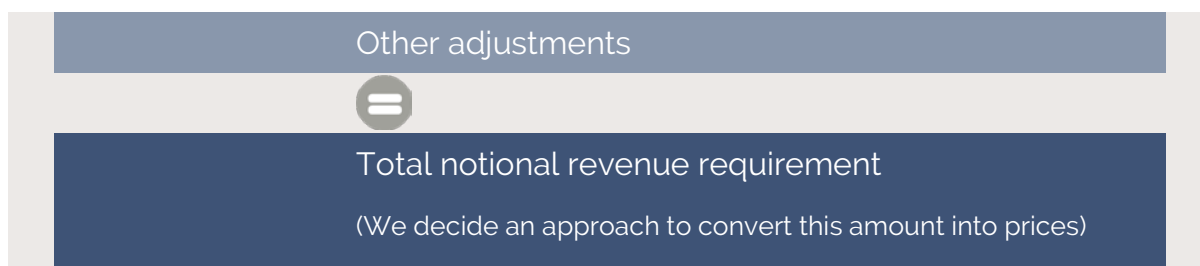 Other adjustments
=
Total notional revenue requirement
(We decide an approach to convert this amount into prices)